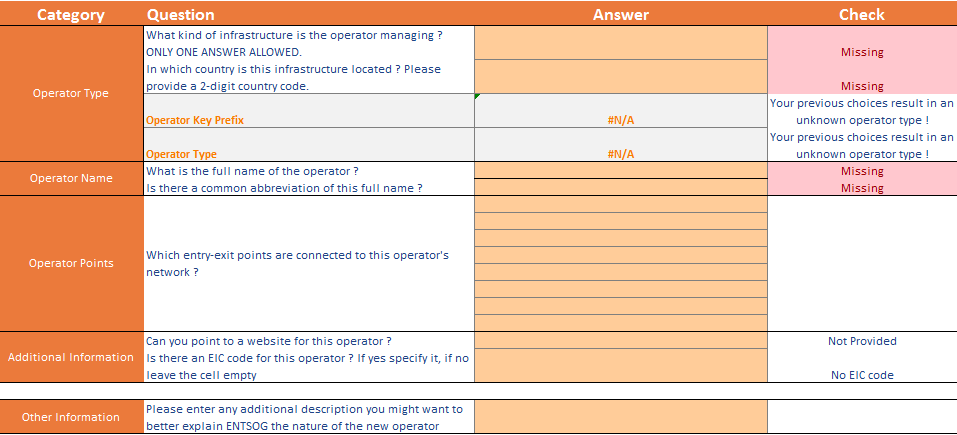 Category Question Answer Check
What kind of infrastructure is the operator managing ?
ONLY ONE ANSWER ALLOWED. Missing
In which country is this infrastructure located ? Please
provide a 2-digit country code. Missing
Operator Type
Your previous choices result in an
Operator Key Prefix #N/A unknown operator type !
Your previous choices result in an
Operator Type #N/A unknown operator type !
Operator Name
What is the full name of the operator ? Missing
Is there a common abbreviation of this full name ? Missing
Operator Points
Which entry-exit points are connected to this operator's
network ?
Can you point to a website for this operator ? Not Provided
Additional Information
Is there an EIC code for this operator ? If yes specify it, if no
leave the cell empty No EIC code
Other Information
Please enter any additional description you might want to
better explain ENTSOG the nature of the new operator